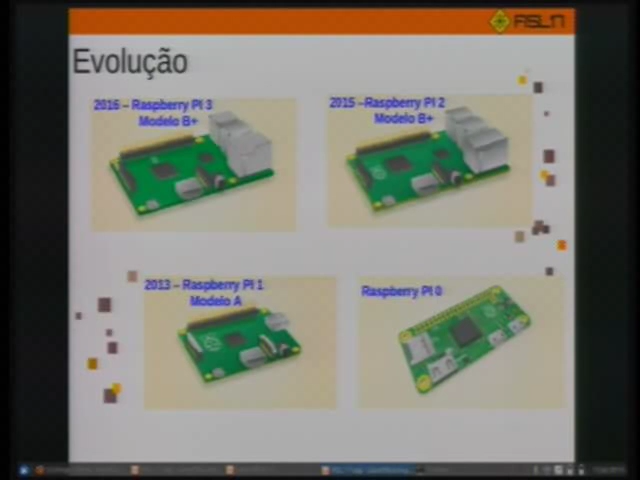 FISL17
Evolução
2016 – Raspberry PI 3
Modelo B+
2015 –Raspberry PI 2
Modelo B+
2013 – Raspberry PI 1
Modelo A
Raspberry PI 0